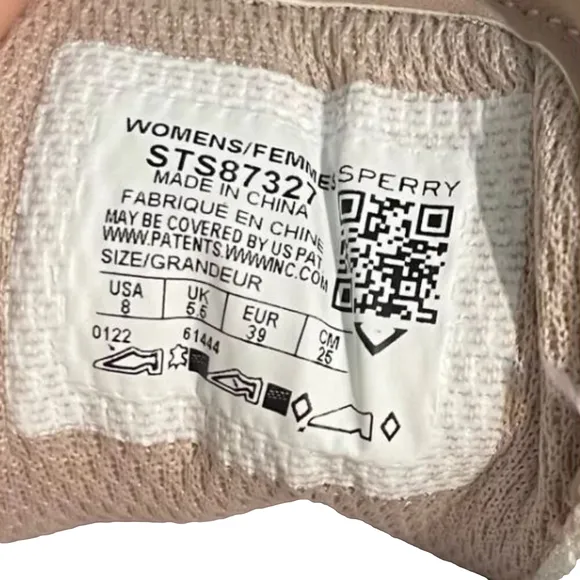 WOMENS/FEMMES
SPERRY
STS87327
MADE IN CHINA
FABRIQUE EN CHINE
MAY BE COVERED BY US PAT
WWW.PATENTS.WWWINC.COM
SIZE/GRANDEUR
USA UK EUR CM
8 5.5 39 25
0122 61444